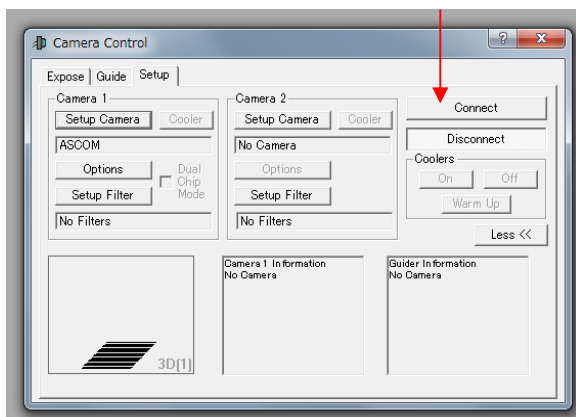 Camera Control
Expose
Guide
Setup
Camera 1
Setup Camera
Cooler
ASCOM
Options
Dual
Chip
Mode
Setup Filter
No Filters
Camera 2
Setup Camera
Cooler
No Camera
Options
Setup Filter
No Filters
Connect
Disconnect
Coolers
On
Off
Warm Up
Less <<
3D(1)
Camera 1 Information
No Camera
Guider Information
No Camera